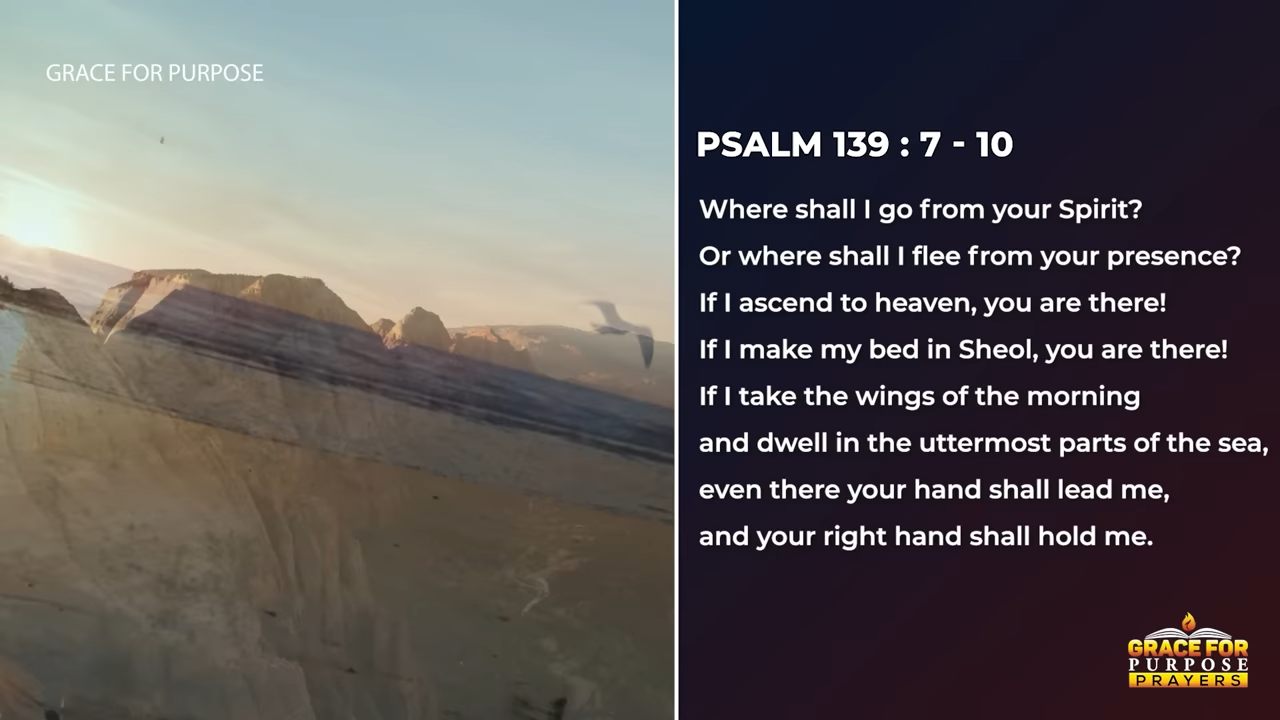 GRACE FOR PURPOSE
PSALM 139 : 7 - 10
Where shall I go from your Spirit?
Or where shall I flee from your presence?
If I ascend to heaven, you are there!
If I make my bed in Sheol, you are there!
If I take the wings of the morning
and dwell in the uttermost parts of the sea,
even there your hand shall lead me,
and your right hand shall hold me.
GRACE FOR
PURPOSE
PRAYERS